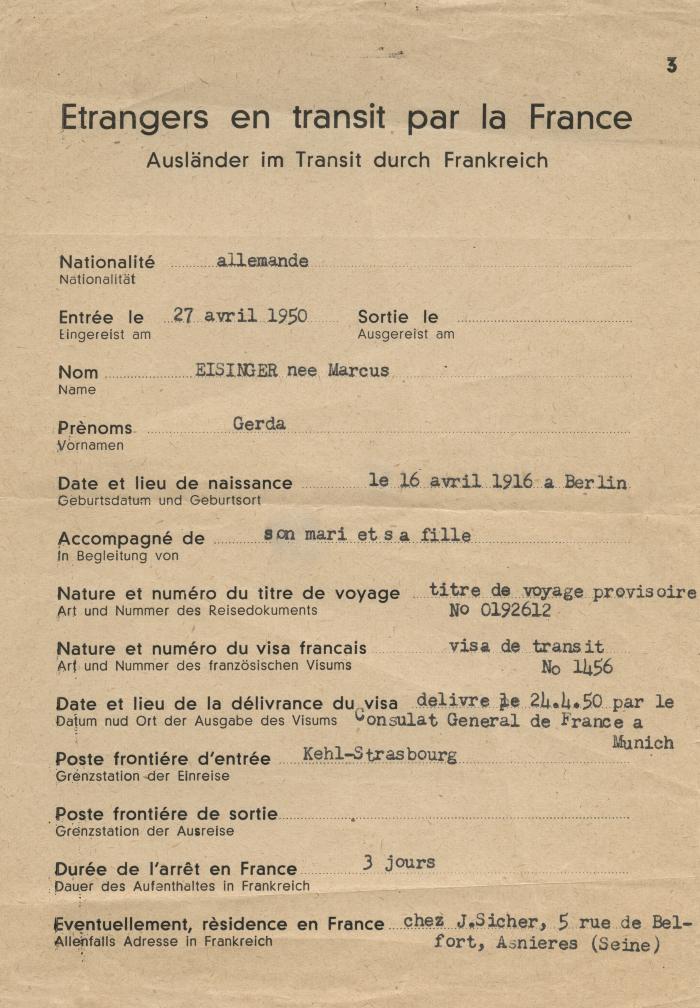 3
Etrangers en transit par la France
Ausländer im Transit durch Frankreich
Nationalité allemande
Nationalität
Entrée le 27 avril 1950 Sortie le
Eingereist am Ausgereist am
Nom EISINGER nee Marcus
Name
Prènoms Gerda
Vornamen
Date et lieu de naissance le 16 avril 1916 a Berlin
Geburtsdatum und Geburtsort
Accompagné de son mari et sa fille
In Begleitung von
Nature et numéro du titre de voyage titre de voyage provisoire
Art und Nummer des Reisedokuments No 0192612
Nature et numéro du visa francais visa de transit
Art und Nummer des französischen Visums No 1456
Date et lieu de la délivrance du visa delivre le 24.4.50 par le
Datum nud Ort der Ausgabe des Visums Consulat General de France a
Munich
Poste frontiére d'entrée Kehl-Strasbourg
Grenzstation der Einreise
Poste frontiére de sortie
Grenzstation der Ausreise
Durée de l'arrêt en France 3 jours
Dauer des Aufenthaltes in Frankreich
Eventuellement, rèsidence en France chez J.Sicher, 5 rue de Bel-
Allenfalls Adresse in Frankreich fort, Asnieres (Seine)